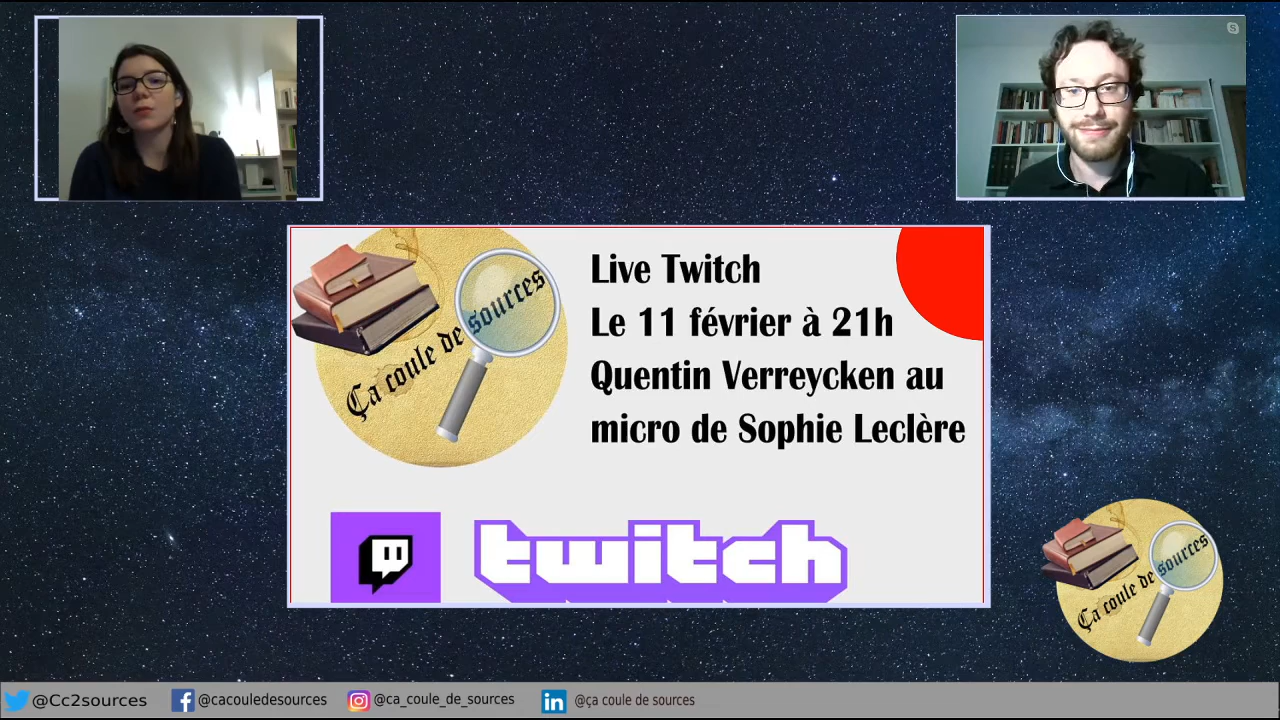 Live Twitch
Le 11 février à 21h
Quentin Verreycken au
micro de Sophie Leclère
Ça coule de sources
twitch
Ça coule de sources
@Cc2sources
@cacouledesources
@ca_coule_de_sources
in
@ça coule de sources